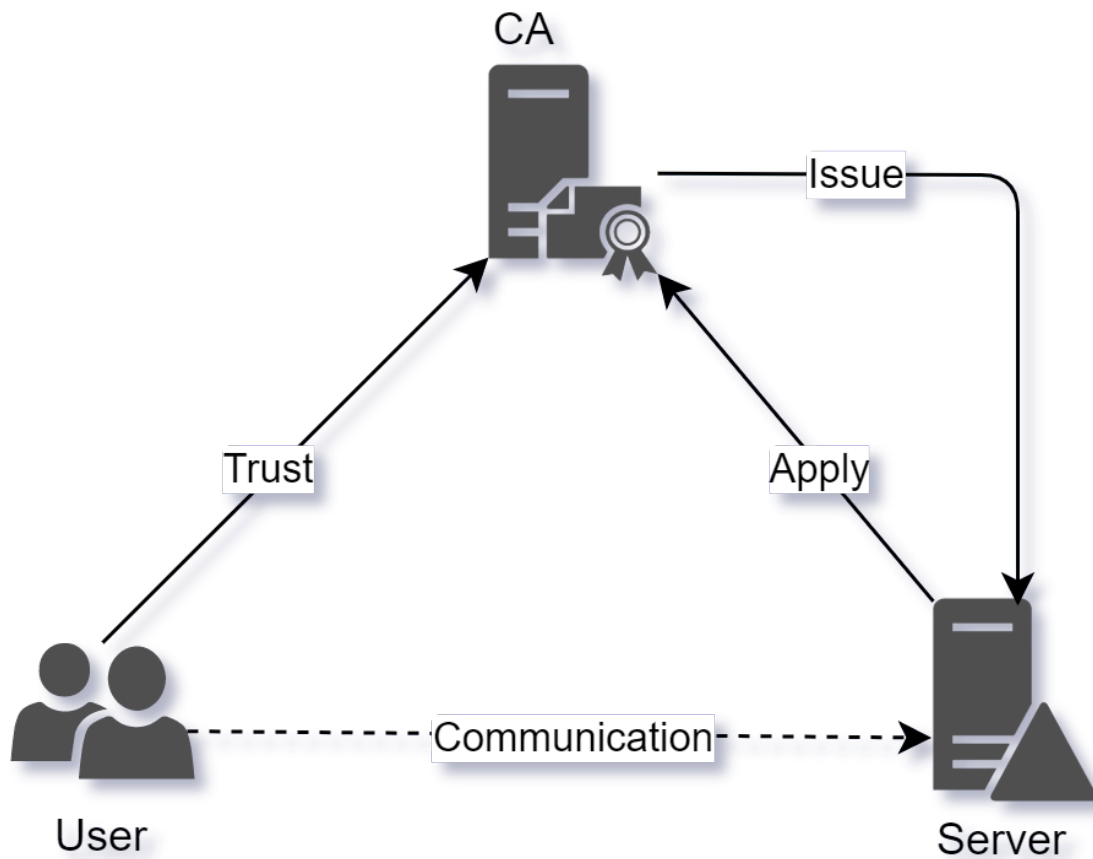 CA
Issue
Trust
Apply
Communication
User
Server